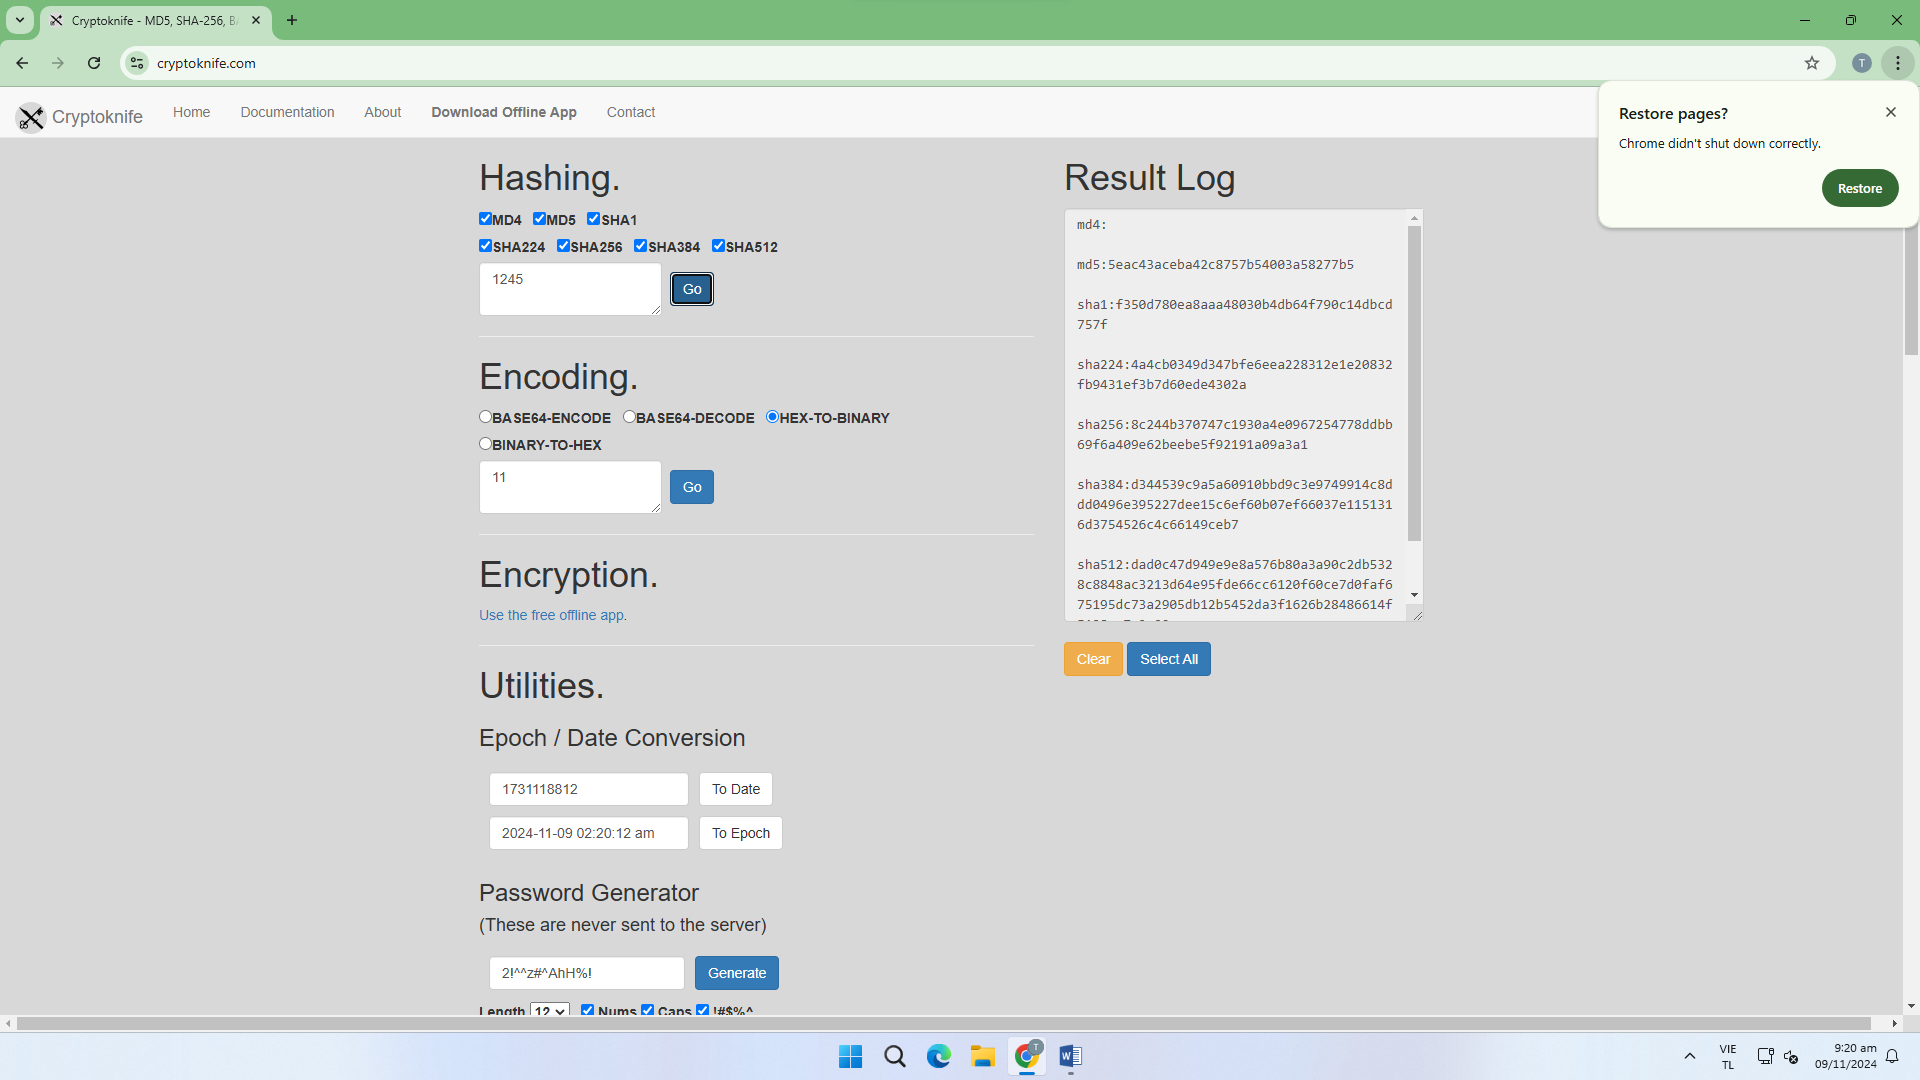 Cryptoknife - MD5, SHA-256, B
cryptoknife.com
Cryptoknife Home Documentation About Download Offline App Contact
Restore pages?
Chrome didn't shut down correctly.
Restore
Hashing.
MD4 MD5 SHA1
SHA224 SHA256 SHA384 SHA512
1245
Go
Encoding.
BASE64-ENCODE BASE64-DECODE HEX-TO-BINARY
BINARY-TO-HEX
11
Go
Encryption.
Use the free offline app.
Utilities.
Epoch / Date Conversion
1731118812 To Date
2024-11-09 02:20:12 am To Epoch
Password Generator
(These are never sent to the server)
2!^^z#^AhH%! Generate
Length 12 Nums Caps !#$%^
Result Log
md4:
md5:5eac43aceba42c8757b54003a58277b5
sha1:f350d780ea8aaa48030b4db64f790c14dbcd
757f
sha224:4a4cb0349d347bfe6eea228312e1e20832
fb9431ef3b7d60ede4302a
sha256:8c244b370747c1930a4e0967254778ddbb
69f6a409e62beebe5f92191a09a3a1
sha384:d344539c9a5a60910bbd9c3e9749914c8d
dd0496e395227dee15c6ef60b07ef66037e115131
6d3754526c4c66149ceb7
sha512:dad0c47d949e9e8a576b80a3a90c2db532
8c8848ac3213d64e95fde66cc6120f60ce7d0faf6
75195dc73a2905db12b5452da3f1626b28486614f
Clear Select All
VIE
TL
9:20 am
09/11/2024